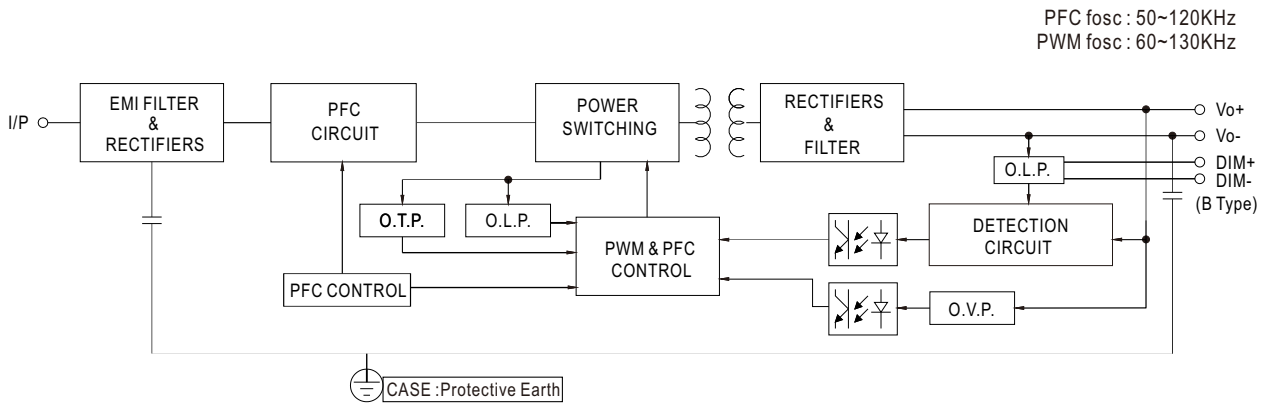 PFC fosc : 50~120KHz
PWM fosc : 60~130KHz
I/P
EMI FILTER
&
RECTIFIERS
PFC
CIRCUIT
POWER
SWITCHING
RECTIFIERS
&
FILTER
Vo+
Vo-
DIM+
DIM-
(B Type)
O.L.P.
O.T.P.
O.L.P.
DETECTION
CIRCUIT
PWM & PFC
CONTROL
PFC CONTROL
O.V.P.
CASE :Protective Earth